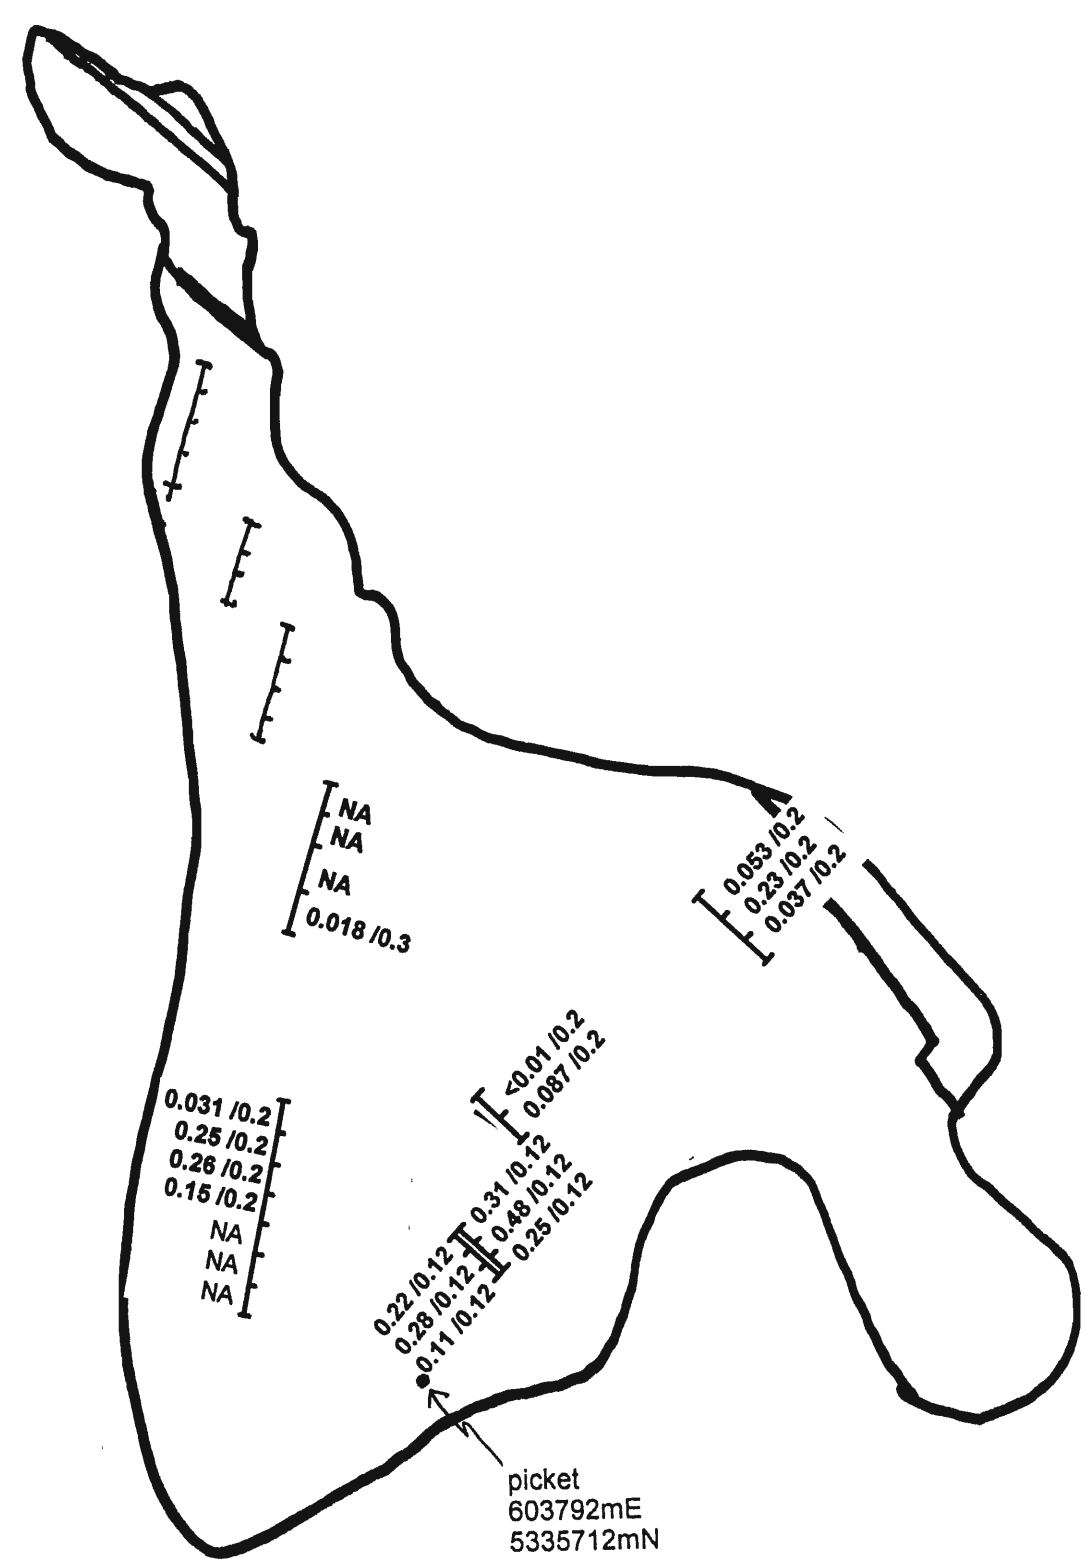 NA
NA
NA
0.018 /0.3
0.053 /0.2
0.23 /0.2
0.037 /0.2
<0.01 /0.2
0.087 /0.2
0.031 /0.2
0.25 /0.2
0.26 /0.2
0.15 /0.2
NA
NA
NA
0.31 /0.12
0.48 /0.12
0.25 /0.12
0.22 /0.12
0.28 /0.12
0.11 /0.12
picket
603792mE
5335712mN